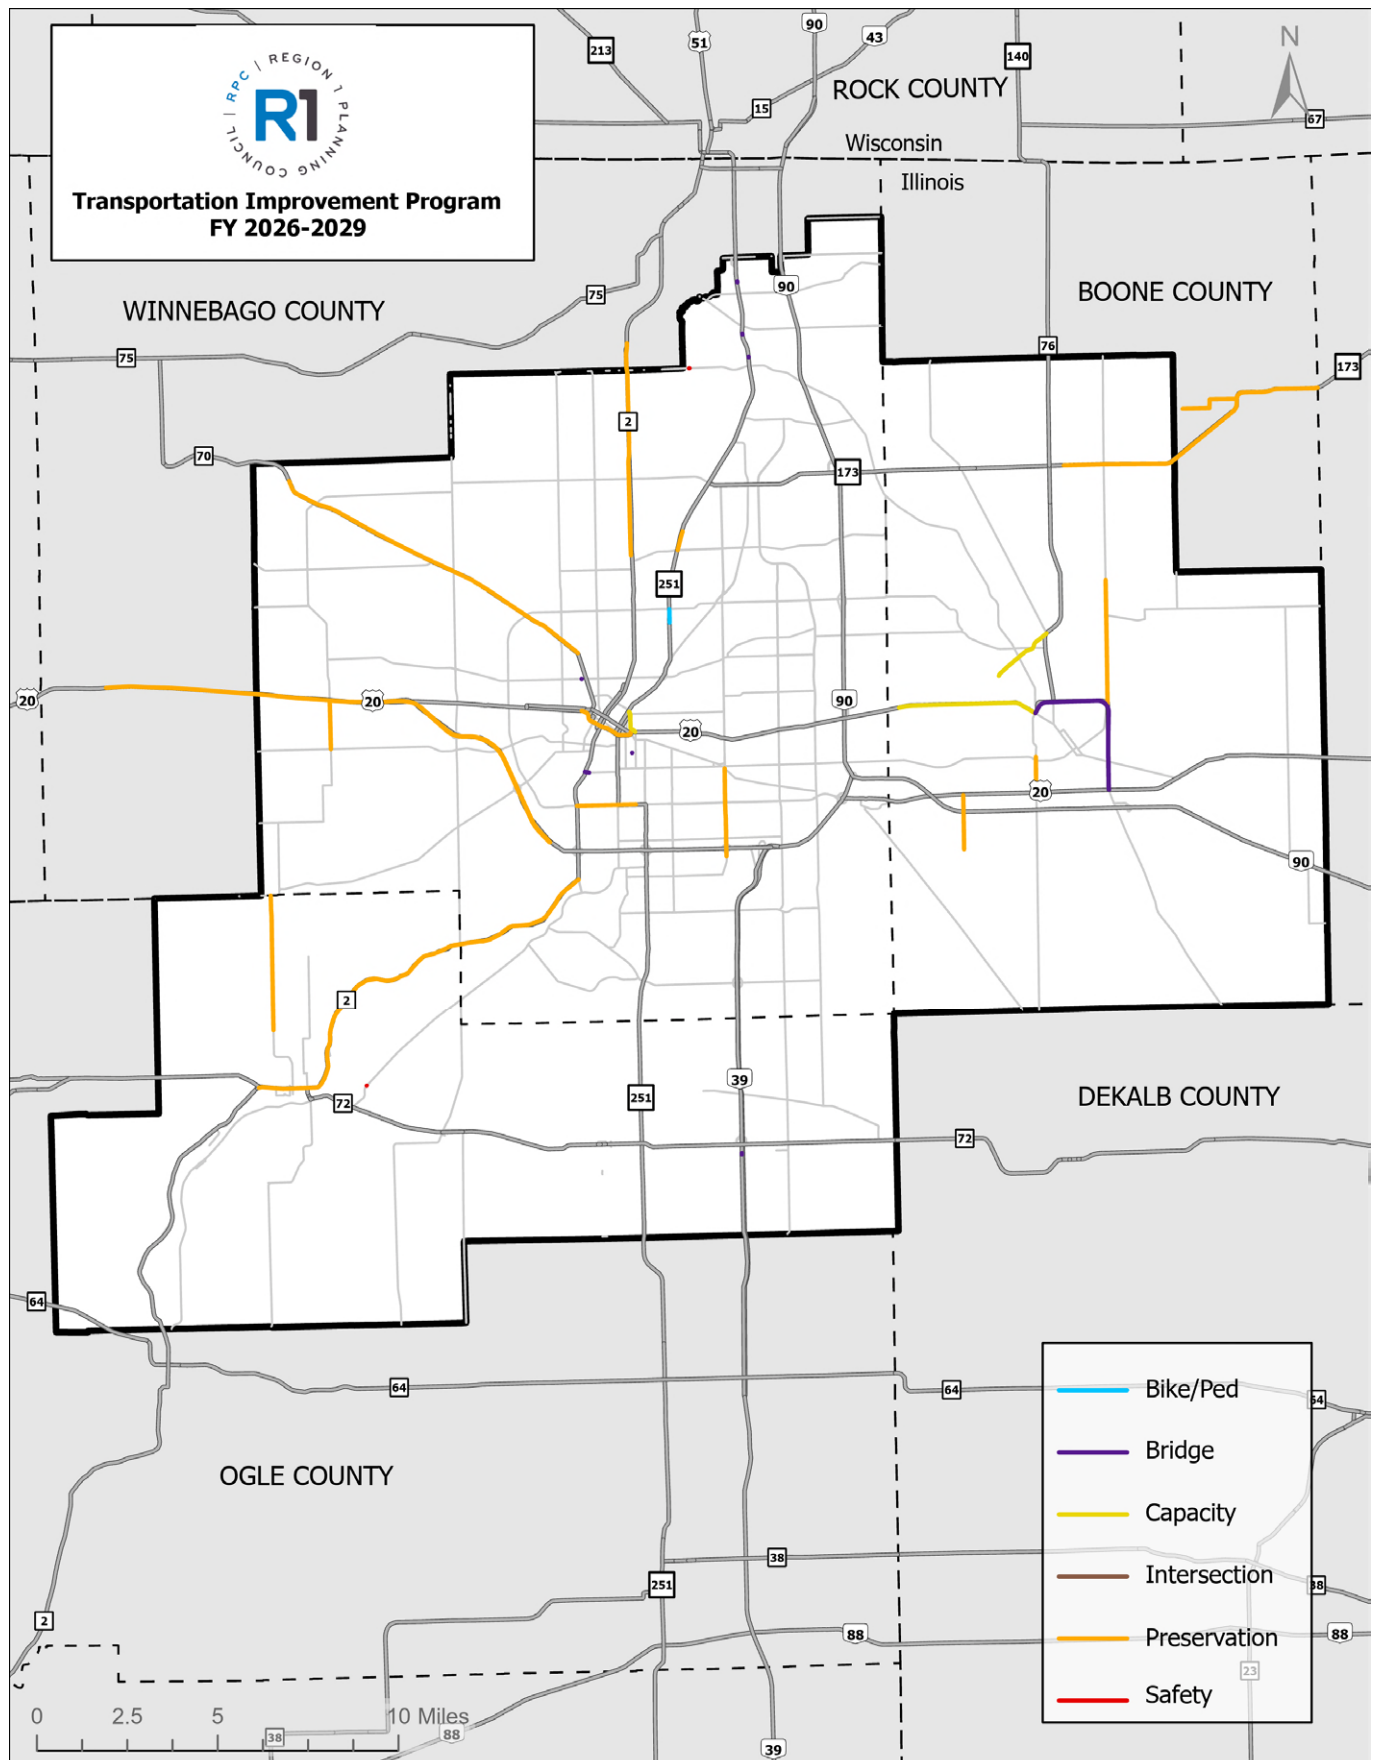 RPC | REGION 1 PLANNING COUNCIL |
R1
Transportation Improvement Program
FY 2026-2029
N
213
51
90
43
140
15
67
ROCK COUNTY
Wisconsin
Illinois
WINNEBAGO COUNTY
BOONE COUNTY
75
90
75
76
173
2
70
173
251
20
20
90
20
20
90
2
39
251
72
72
DEKALB COUNTY
64
64
64
64
OGLE COUNTY
38
251
38
2
88
88
23
38
88
39
0 2.5 5 10 Miles
Bike/Ped
Bridge
Capacity
Intersection
Preservation
Safety